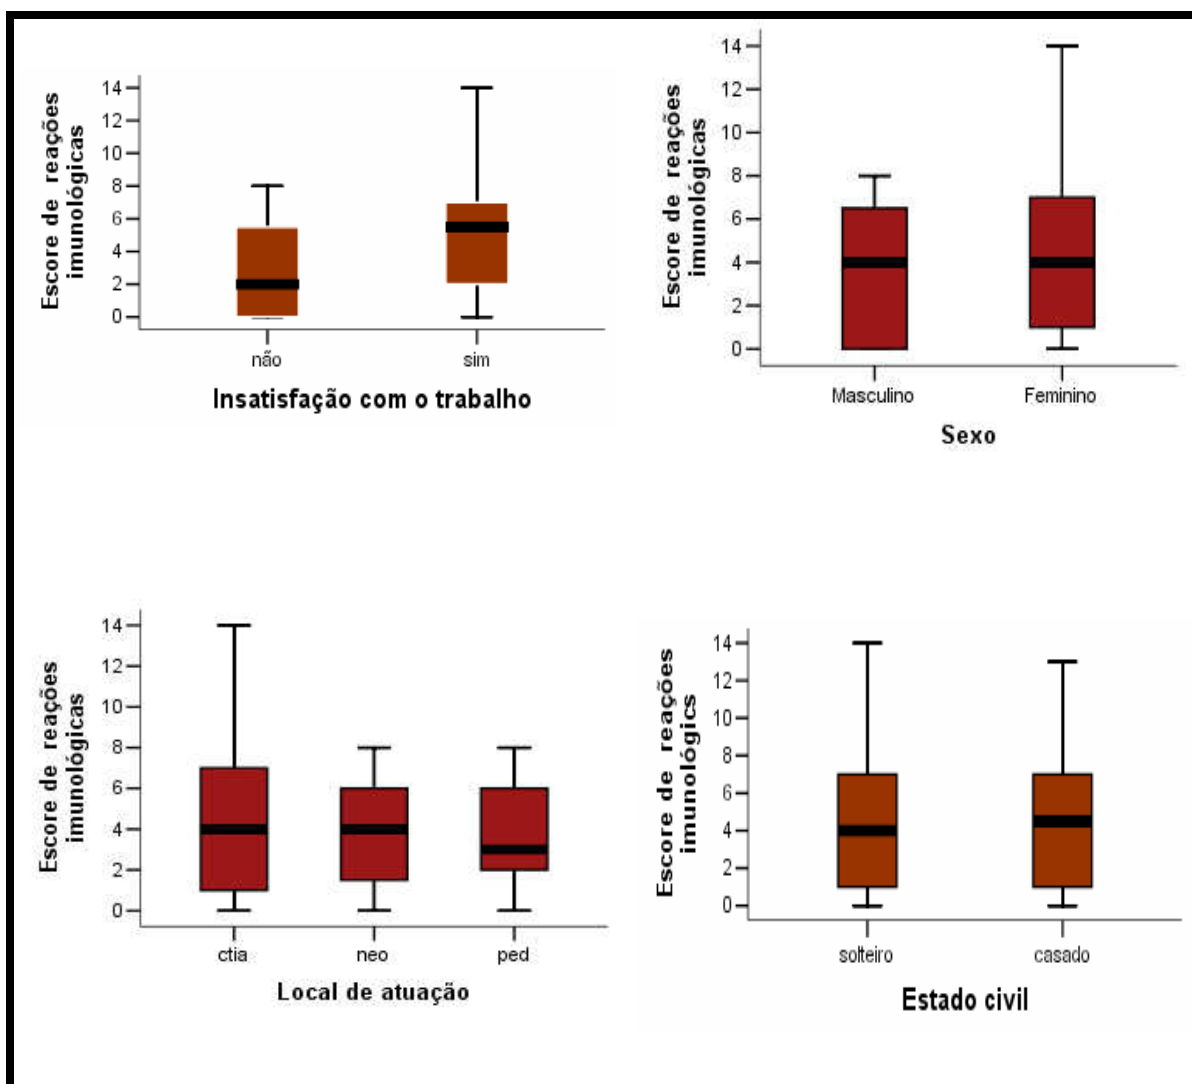 Escore de reações
imunológicas
14
12
10
8
6
4
2
0
não sim
Insatisfação com o trabalho
Escore de reações
imunológicas
14
12
10
8
6
4
2
0
Masculino Feminino
Sexo
Escore de reações
imunológicas
14
12
10
8
6
4
2
0
ctia neo ped
Local de atuação
Escore de reações
imunológics
14
12
10
8
6
4
2
0
solteiro casado
Estado civil